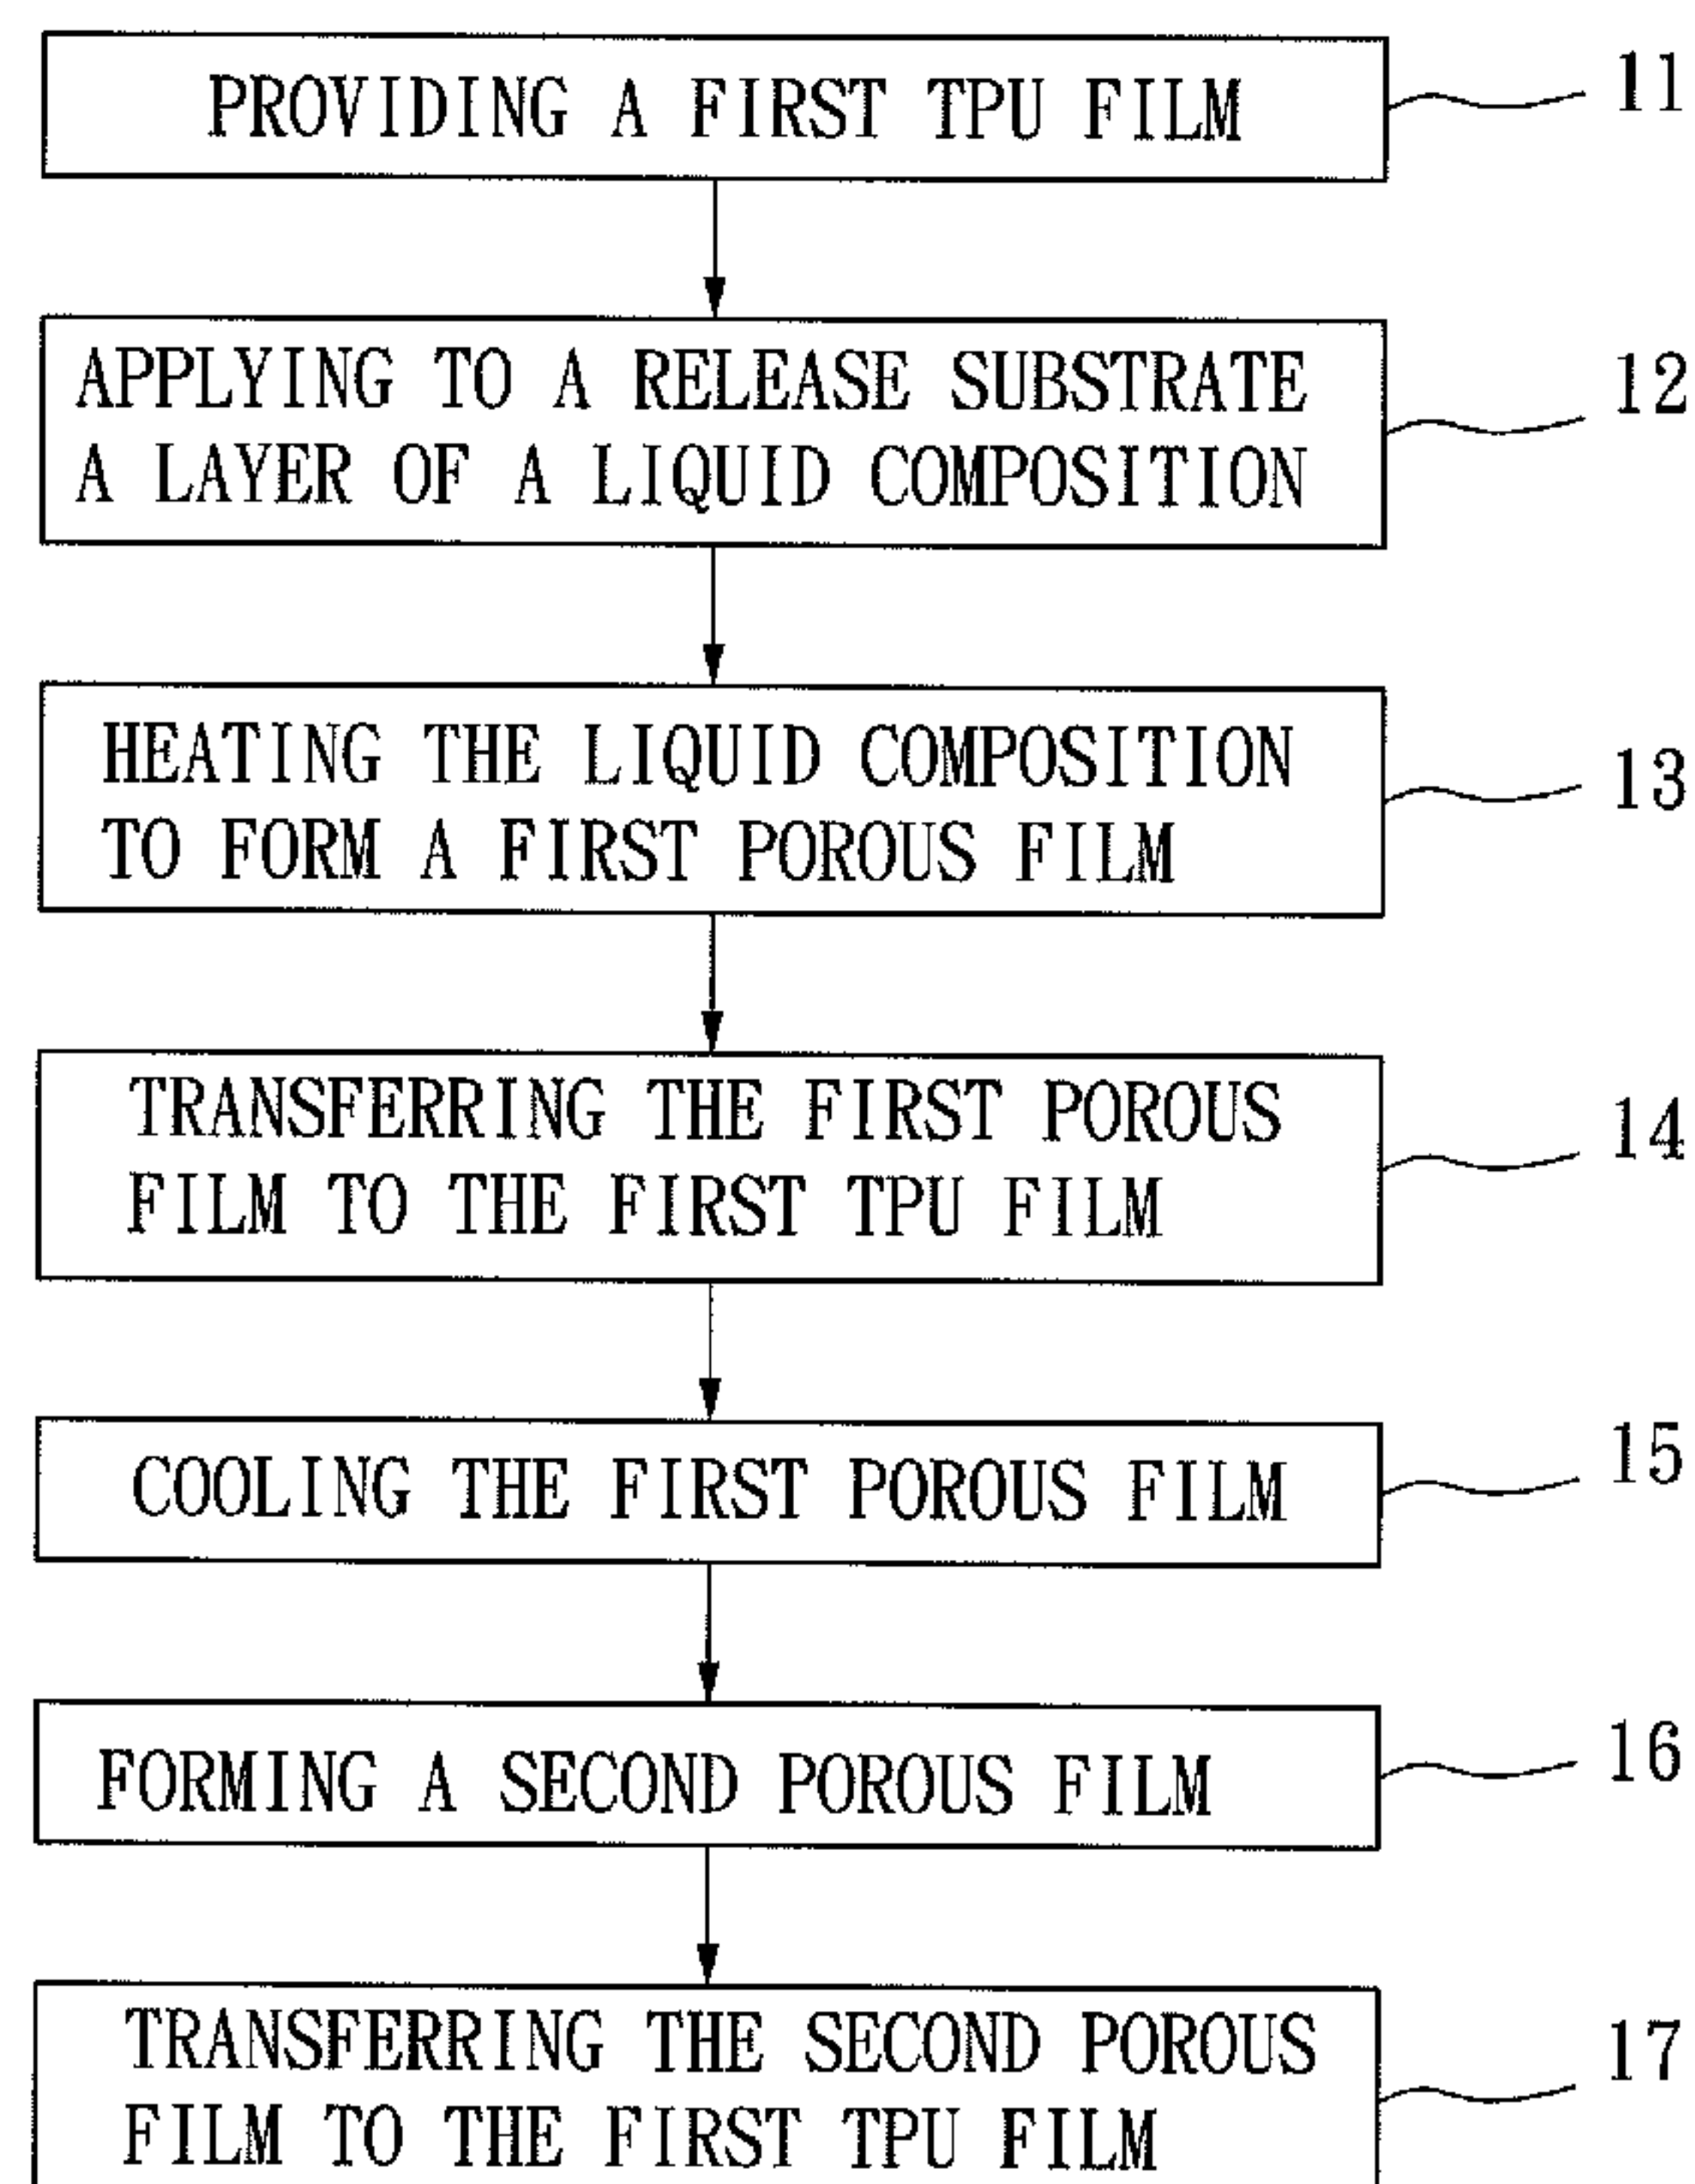 PROVIDING A FIRST TPU FILM
11
APPLYING TO A RELEASE SUBSTRATE
A LAYER OF A LIQUID COMPOSITION
12
HEATING THE LIQUID COMPOSITION
TO FORM A FIRST POROUS FILM
13
TRANSFERRING THE FIRST POROUS
FILM TO THE FIRST TPU FILM
14
COOLING THE FIRST POROUS FILM
15
FORMING A SECOND POROUS FILM
16
TRANSFERRING THE SECOND POROUS
FILM TO THE FIRST TPU FILM
17